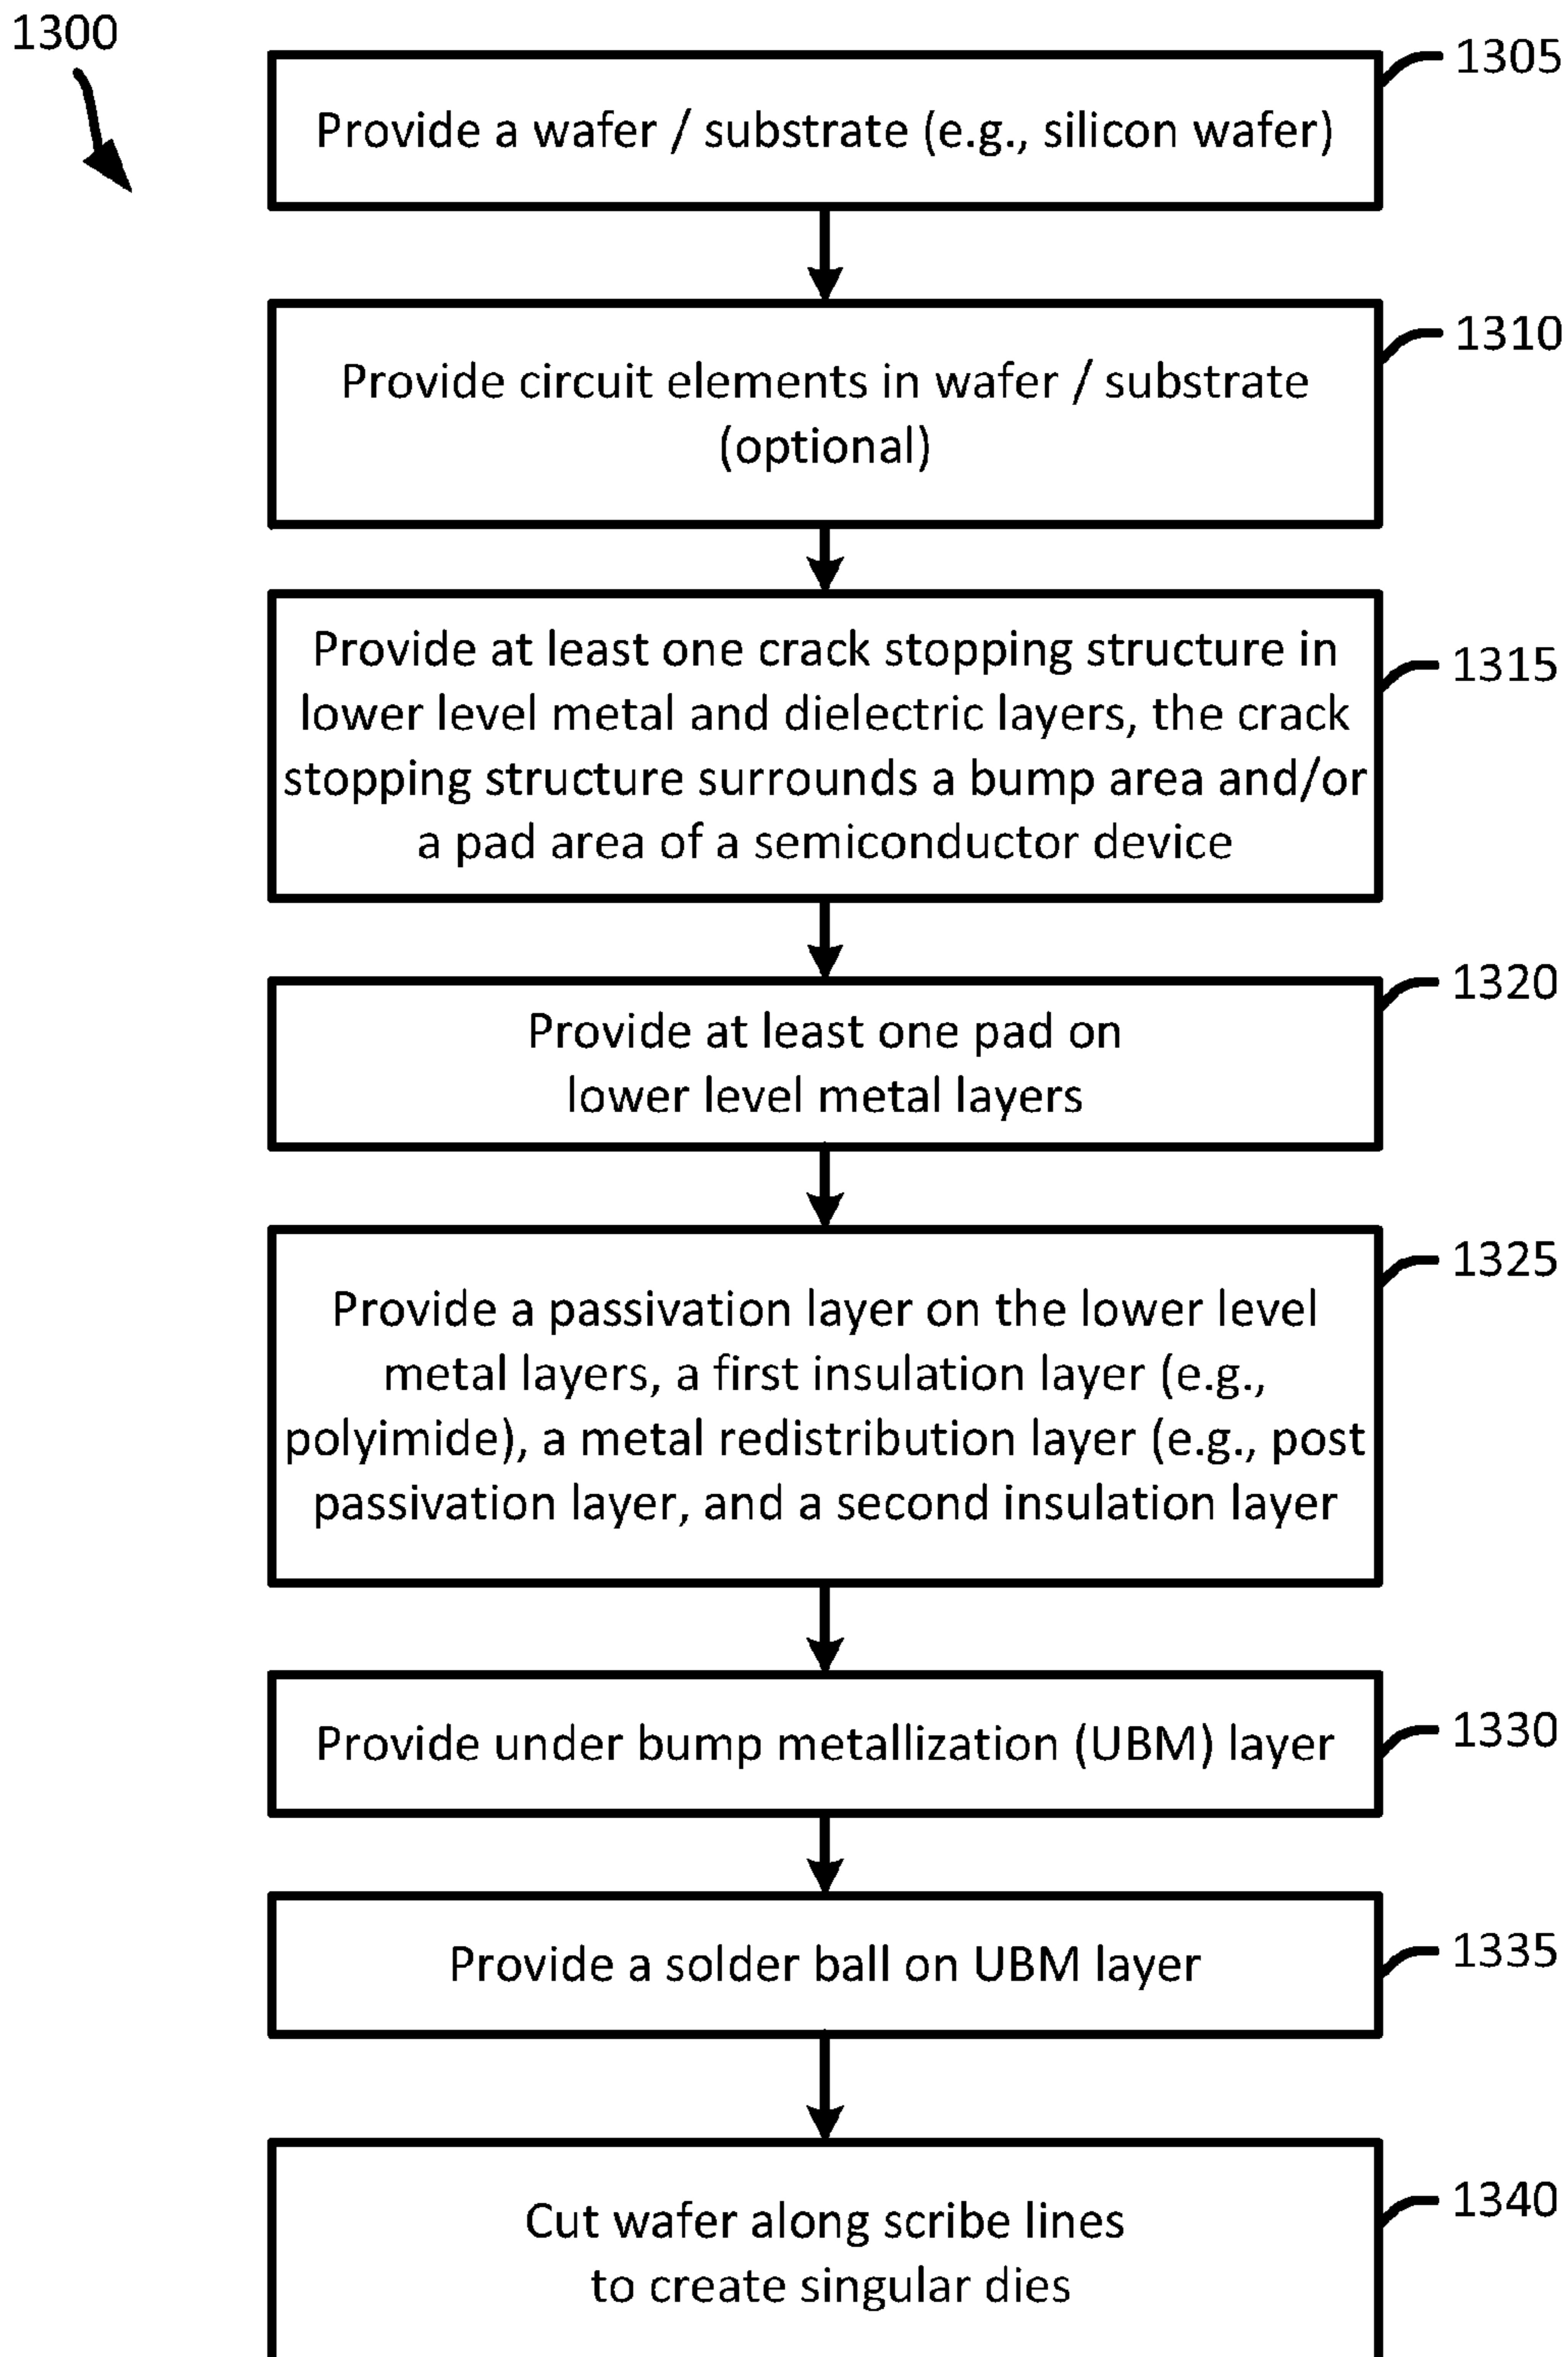 1300
1305
Provide a wafer / substrate (e.g., silicon wafer)
1310
Provide circuit elements in wafer / substrate
(optional)
1315
Provide at least one crack stopping structure in
lower level metal and dielectric layers, the crack
stopping structure surrounds a bump area and/or
a pad area of a semiconductor device
1320
Provide at least one pad on
lower level metal layers
1325
Provide a passivation layer on the lower level
metal layers, a first insulation layer (e.g.,
polyimide), a metal redistribution layer (e.g., post
passivation layer, and a second insulation layer
1330
Provide under bump metallization (UBM) layer
1335
Provide a solder ball on UBM layer
1340
Cut wafer along scribe lines
to create singular dies